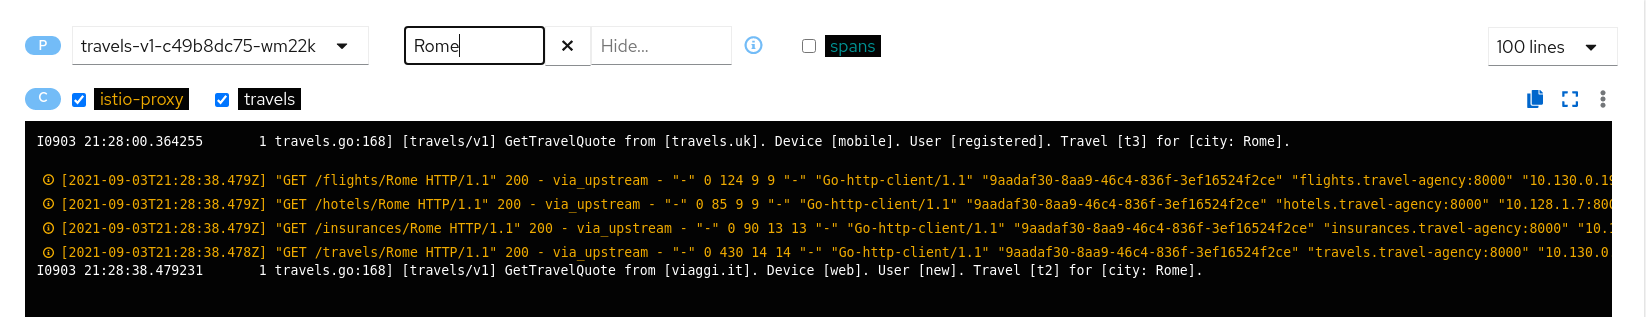 P travels-v1-c49b8dc75-wm22k Rome Hide... spans 100 lines
C istio-proxy travels
I0903 21:28:00.364255 1 travels.go:168] [travels/v1] GetTravelQuote from [travels.uk]. Device [mobile]. User [registered]. Travel [t3] for [city: Rome].
[2021-09-03T21:28:38.479Z] "GET /flights/Rome HTTP/1.1" 200 - via_upstream - "-" 0 124 9 9 "-" "Go-http-client/1.1" "9aadaf30-8aa9-46c4-836f-3ef16524f2ce" "flights.travel-agency:8000" "10.130.0.19
[2021-09-03T21:28:38.479Z] "GET /hotels/Rome HTTP/1.1" 200 - via_upstream - "-" 0 85 9 9 "-" "Go-http-client/1.1" "9aadaf30-8aa9-46c4-836f-3ef16524f2ce" "hotels.travel-agency:8000" "10.128.1.7:800
[2021-09-03T21:28:38.479Z] "GET /insurances/Rome HTTP/1.1" 200 - via_upstream - "-" 0 90 13 13 "-" "Go-http-client/1.1" "9aadaf30-8aa9-46c4-836f-3ef16524f2ce" "insurances.travel-agency:8000" "10.1
[2021-09-03T21:28:38.478Z] "GET /travels/Rome HTTP/1.1" 200 - via_upstream - "-" 0 430 14 14 "-" "Go-http-client/1.1" "9aadaf30-8aa9-46c4-836f-3ef16524f2ce" "travels.travel-agency:8000" "10.130.0
I0903 21:28:38.479231 1 travels.go:168] [travels/v1] GetTravelQuote from [viaggi.it]. Device [web]. User [new]. Travel [t2] for [city: Rome].